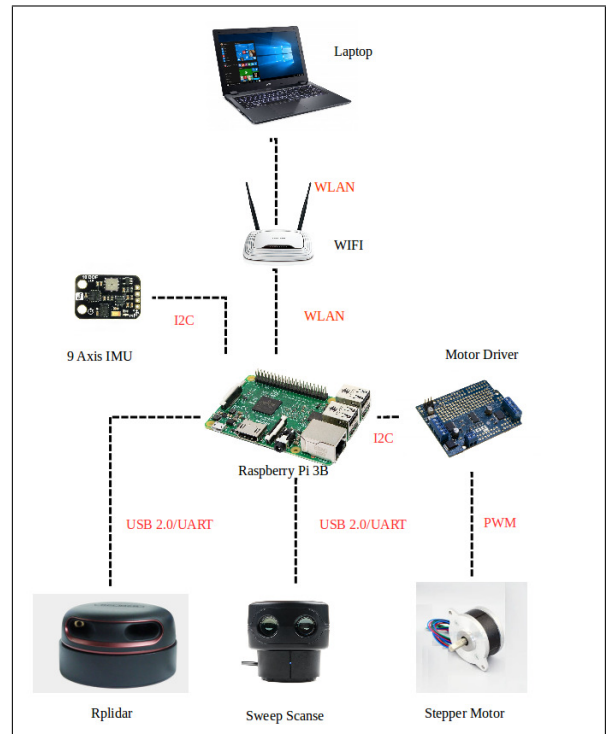 Laptop
WLAN
WIFI
I2C
WLAN
9 Axis IMU
Motor Driver
I2C
Raspberry Pi 3B
USB 2.0/UART
USB 2.0/UART
PWM
Rplidar
Sweep Scanse
Stepper Motor